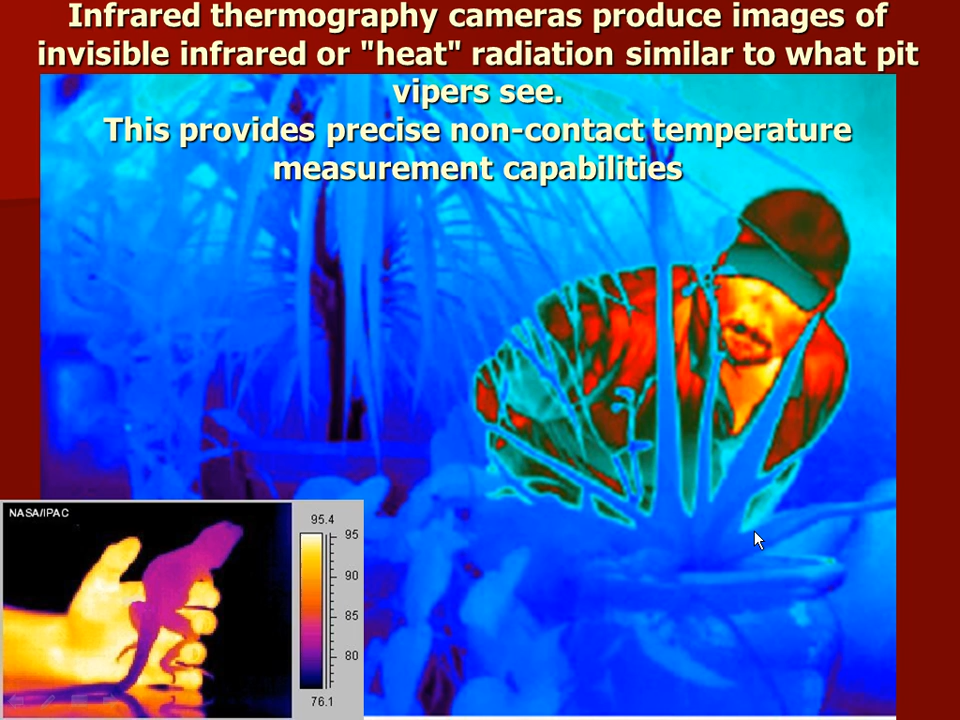 Infrared thermography cameras produce images of
invisible infrared or "heat" radiation similar to what pit
vipers see.
This provides precise non-contact temperature
measurement capabilities
NASA/IPAC
95.4
95
90
85
80
76.1